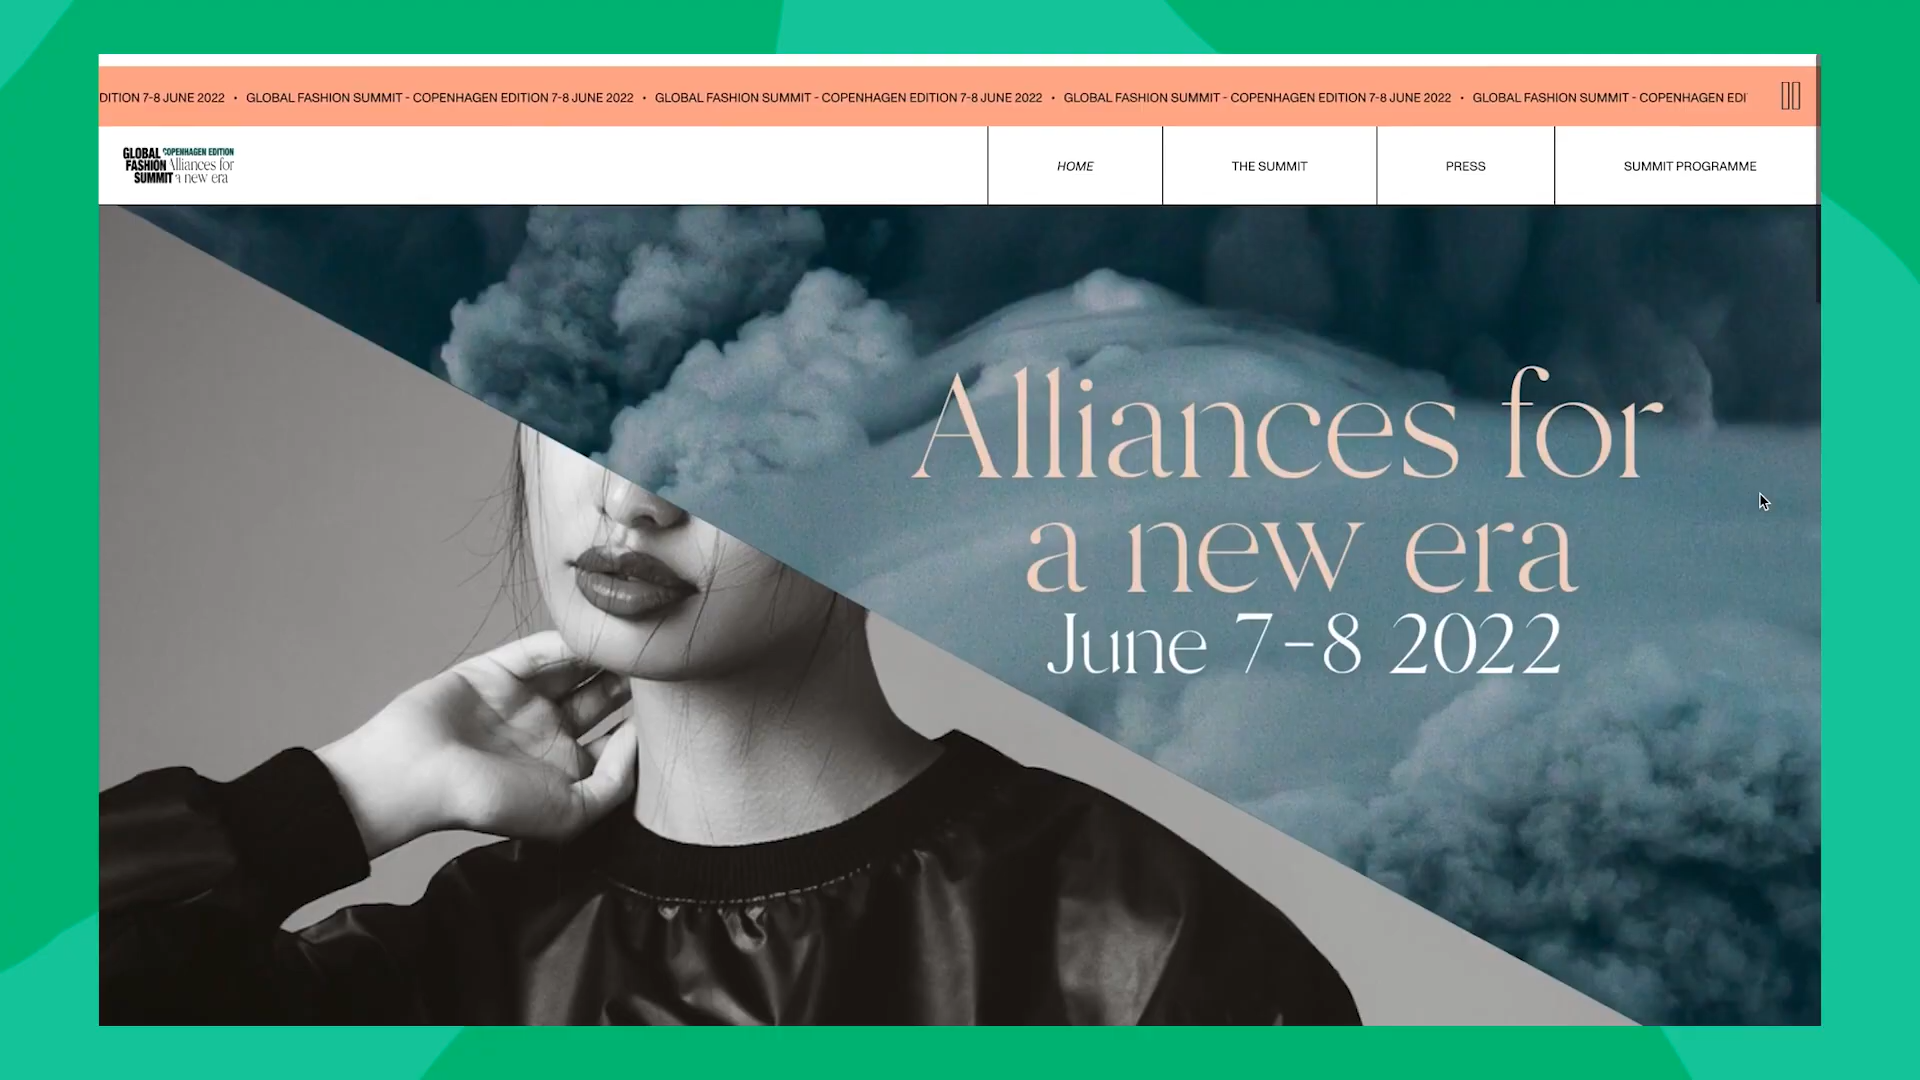 DITION 7-8 JUNE 2022 • GLOBAL FASHION SUMMIT - COPENHAGEN EDITION 7-8 JUNE 2022 • GLOBAL FASHION SUMMIT - COPENHAGEN EDITION 7-8 JUNE 2022 • GLOBAL FASHION SUMMIT - COPENHAGEN EDITION 7-8 JUNE 2022 • GLOBAL FASHION SUMMIT - COPENHAGEN EDI
GLOBAL COPENHAGEN EDITION
FASHION Alliances for
SUMMIT a new era
HOME
THE SUMMIT
PRESS
SUMMIT PROGRAMME
Alliances for
a new era
June 7-8 2022